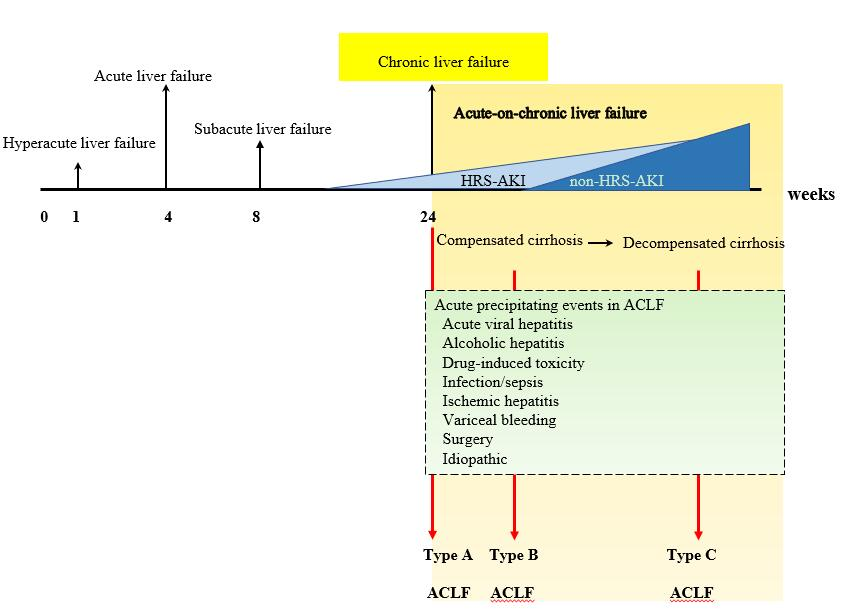 Chronic liver failure
Acute liver failure
Acute-on-chronic liver failure
Subacute liver failure
Hyperacute liver failure
HRS-AKI
non-HRS-AKI
weeks
0 1 4 8 24
Compensated cirrhosis
Decompensated cirrhosis
Acute precipitating events in ACLF
Acute viral hepatitis
Alcoholic hepatitis
Drug-induced toxicity
Infection/sepsis
Ischemic hepatitis
Variceal bleeding
Surgery
Idiopathic
Type A Type B Type C
ACLF ACLF ACLF